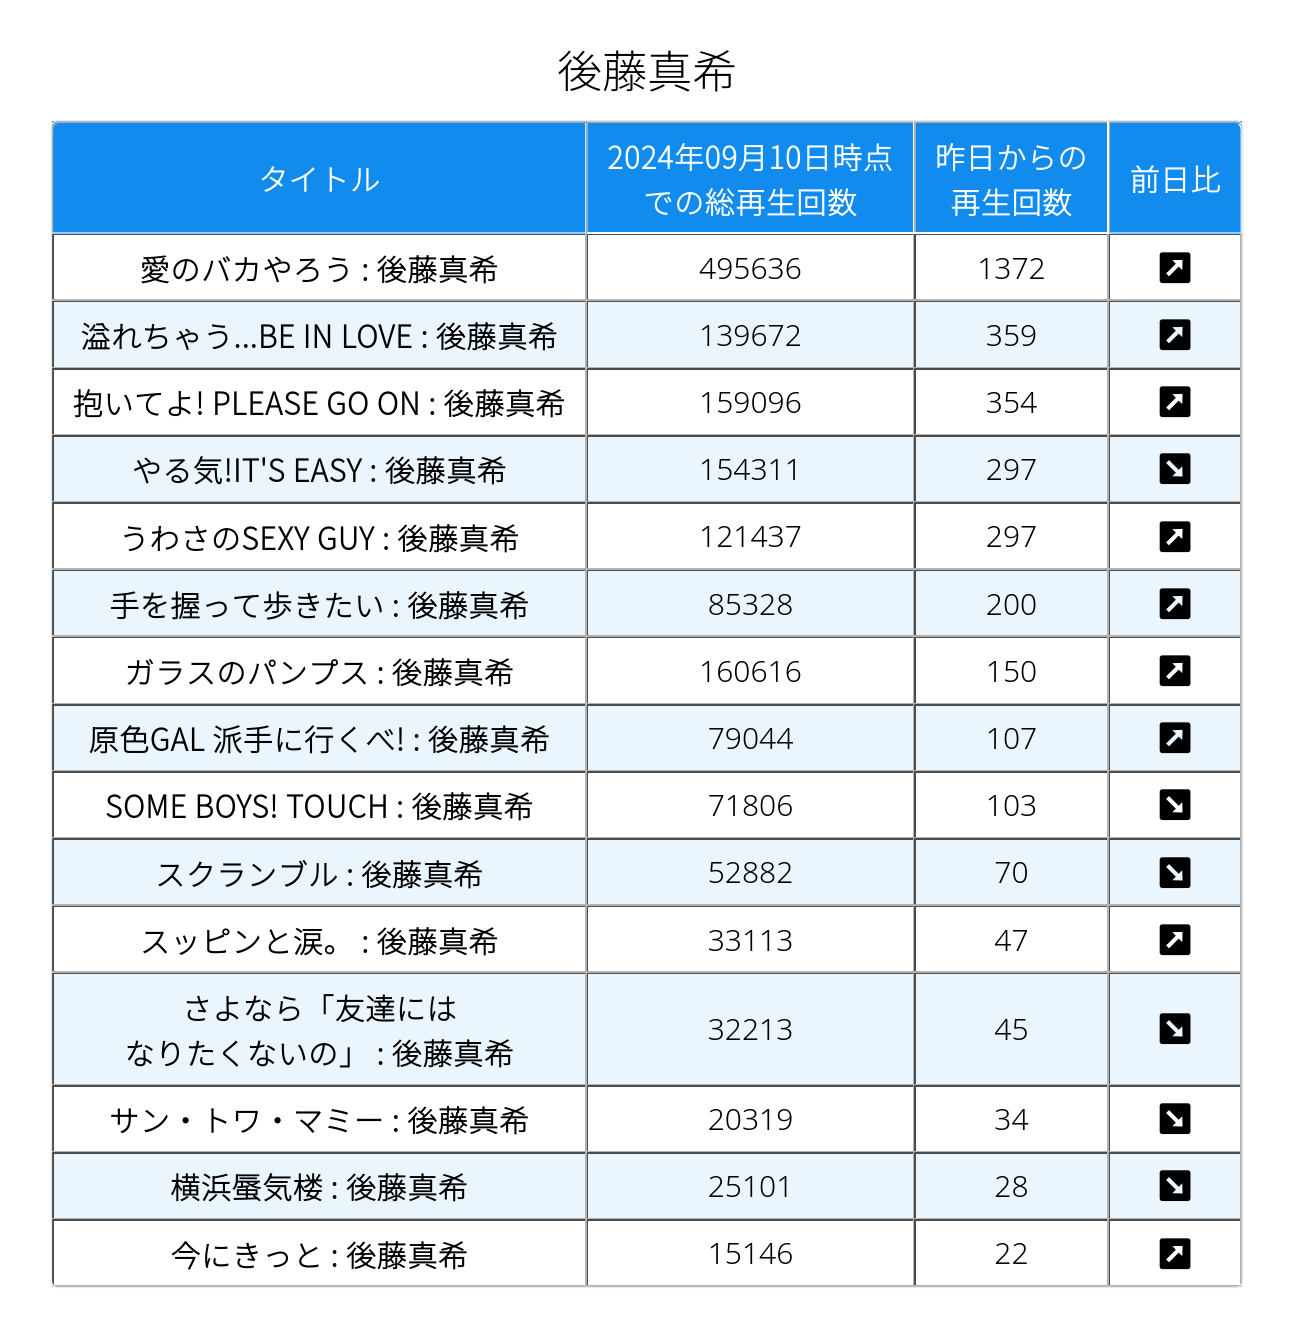 後藤真希
タイトル 2024年09月10日時点 昨日からの 前日比
での総再生回数 再生回数
愛のバカやろう : 後藤真希 495636 1372
溢れちゃう...BE IN LOVE : 後藤真希 139672 359
抱いてよ! PLEASE GO ON : 後藤真希 159096 354
やる気!IT'S EASY : 後藤真希 154311 297
うわさのSEXY GUY : 後藤真希 121437 297
手を握って歩きたい : 後藤真希 85328 200
ガラスのパンプス : 後藤真希 160616 150
原色GAL 派手に行くべ! : 後藤真希 79044 107
SOME BOYS! TOUCH : 後藤真希 71806 103
スクランブル : 後藤真希 52882 70
スッピンと涙。 : 後藤真希 33113 47
さよなら「友達には
なりたくないの」 : 後藤真希 32213 45
サン・トワ・マミー : 後藤真希 20319 34
横浜蜃気楼 : 後藤真希 25101 28
今にきっと : 後藤真希 15146 22